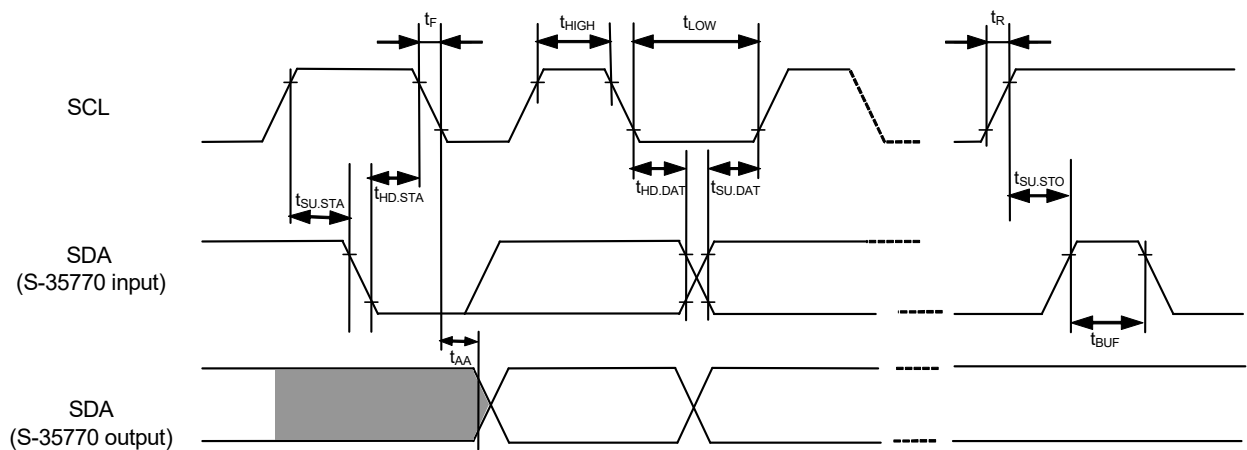 tF
tHIGH
tLOW
tR
SCL
tSU.STA
tHD.STA
tHD.DAT
tSU.DAT
tSU.STO
SDA
(S-35770 input)
tBUF
tAA
SDA
(S-35770 output)